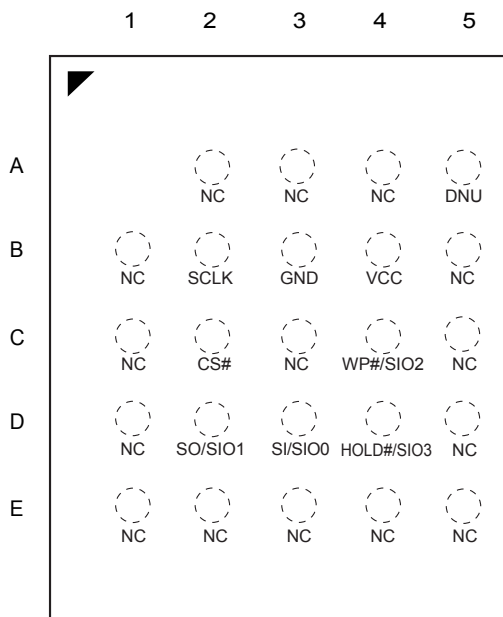 1 2 3 4 5
A
NC NC NC DNU
B
NC SCLK GND VCC NC
C
NC CS# NC WP#/SIO2 NC
D
NC SO/SIO1 SI/SIO0 HOLD#/SIO3 NC
E
NC NC NC NC NC